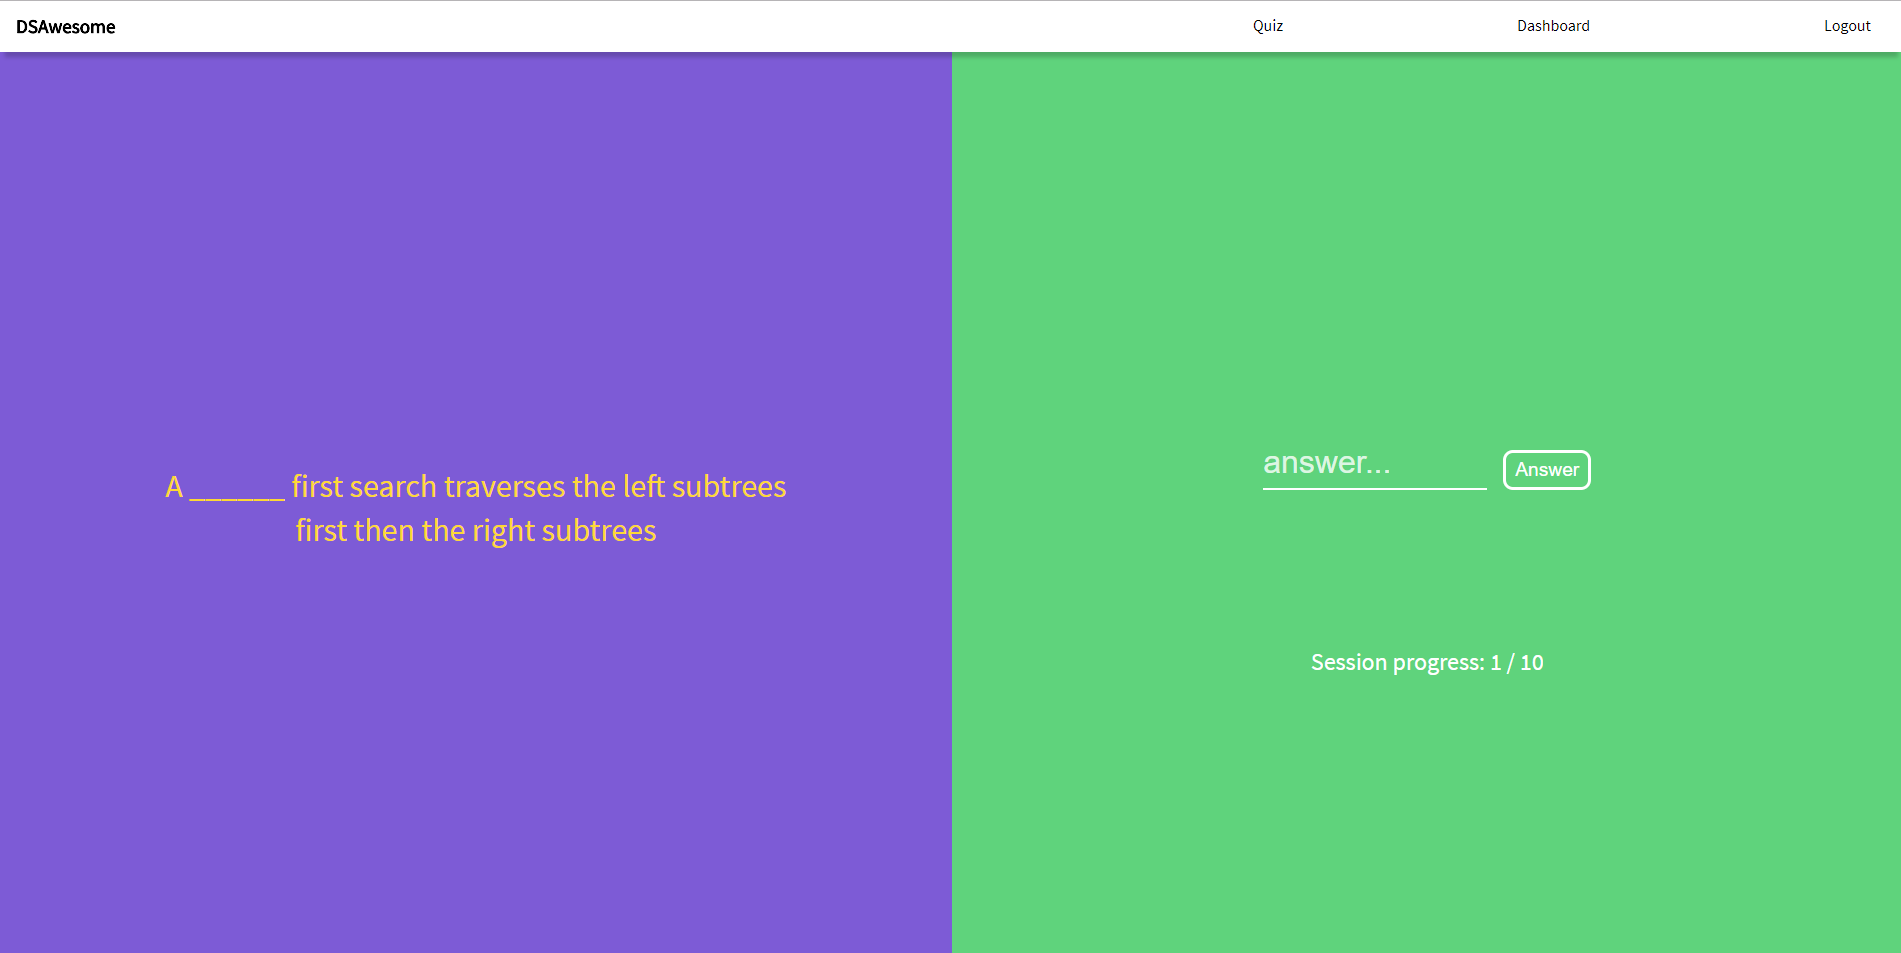 DSAwesome
Quiz
Dashboard
Logout
A ______ first search traverses the left subtrees
first then the right subtrees
answer...
Answer
Session progress: 1 / 10